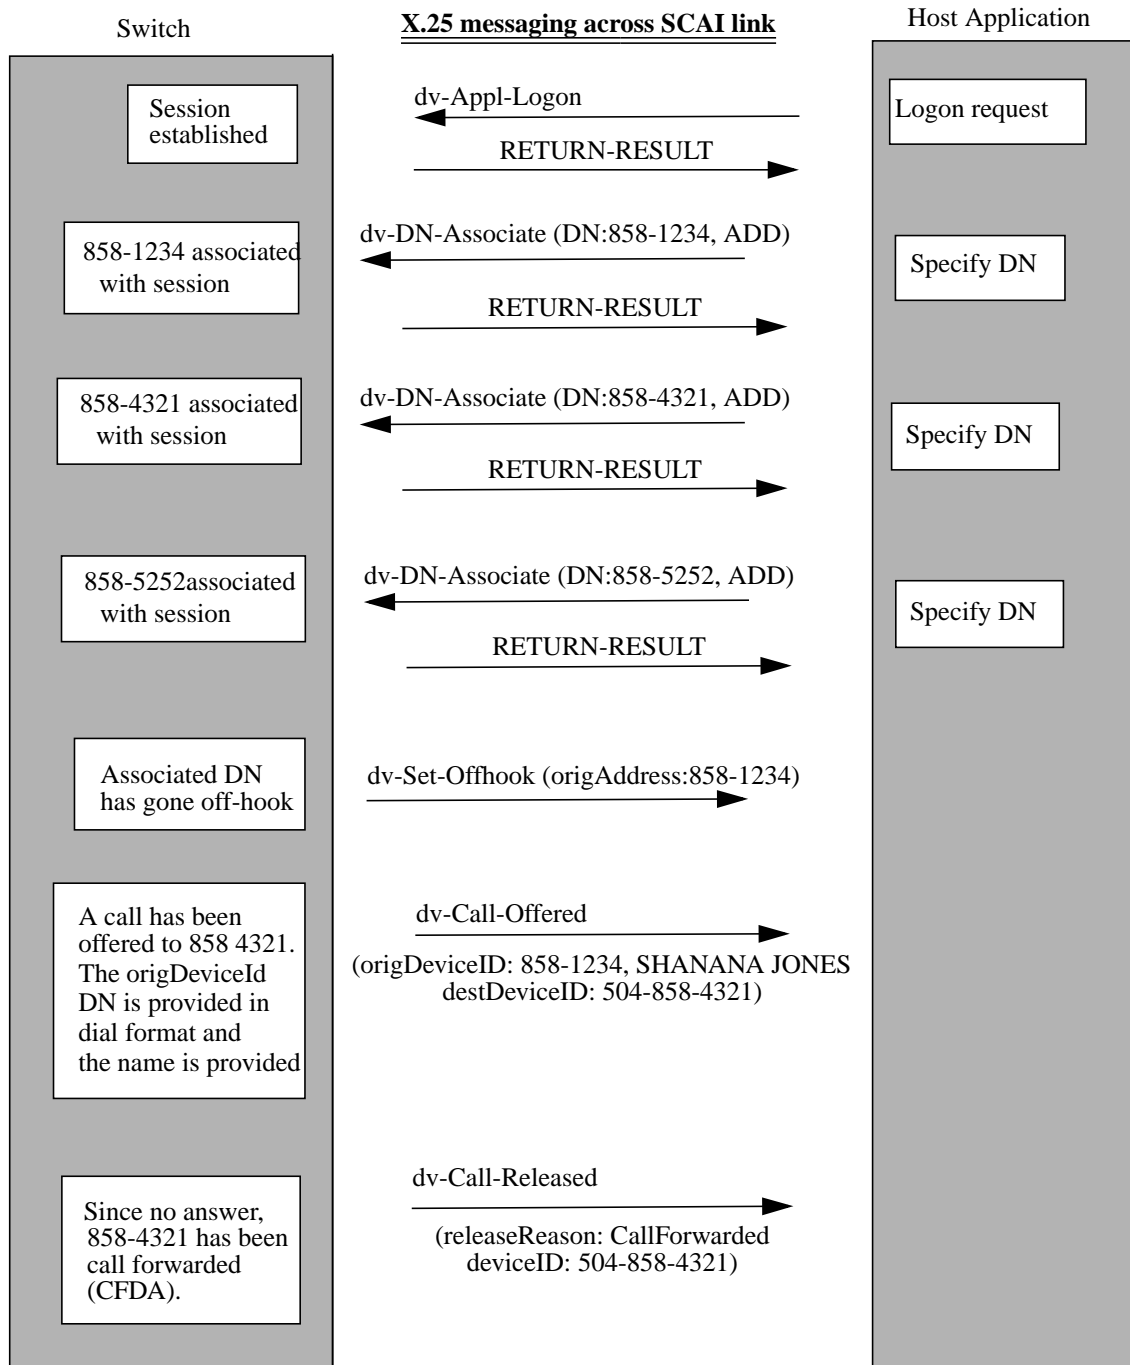 Switch
X.25 messaging across SCAI link
Host Application
Session
established
dv-Appl-Logon
Logon request
RETURN-RESULT
858-1234 associated
with session
dv-DN-Associate (DN:858-1234, ADD)
Specify DN
RETURN-RESULT
858-4321 associated
with session
dv-DN-Associate (DN:858-4321, ADD)
Specify DN
RETURN-RESULT
858-5252associated
with session
dv-DN-Associate (DN:858-5252, ADD)
Specify DN
RETURN-RESULT
Associated DN
has gone off-hook
dv-Set-Offhook (origAddress:858-1234)
A call has been
offered to 858 4321.
The origDeviceId
DN is provided in
dial format and
the name is provided
dv-Call-Offered
(origDeviceID: 858-1234, SHANANA JONES
destDeviceID: 504-858-4321)
Since no answer,
858-4321 has been
call forwarded
(CFDA).
dv-Call-Released
(releaseReason: CallForwarded
deviceID: 504-858-4321)